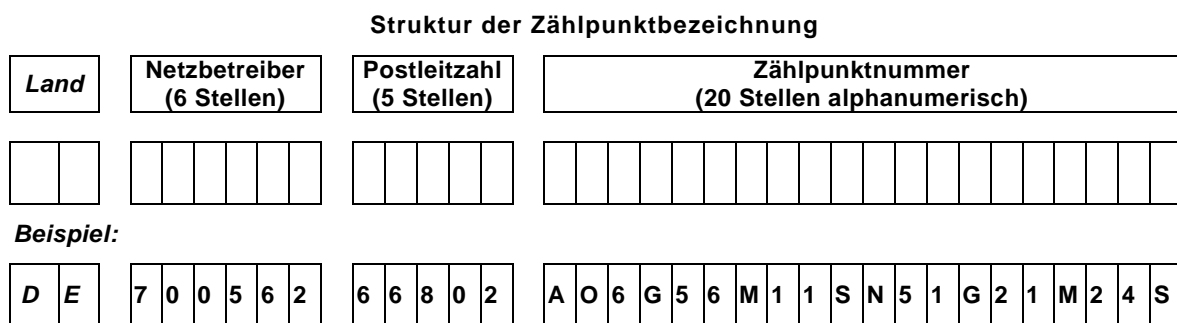 Struktur der Zählpunktbezeichnung
Land Netzbetreiber Postleitzahl Zählpunktnummer
(6 Stellen) (5 Stellen) (20 Stellen alphanumerisch)
Beispiel:
D E 7 0 0 5 6 2 6 6 8 0 2 A O 6 G 5 6 M 1 1 S N 5 1 G 2 1 M 2 4 S